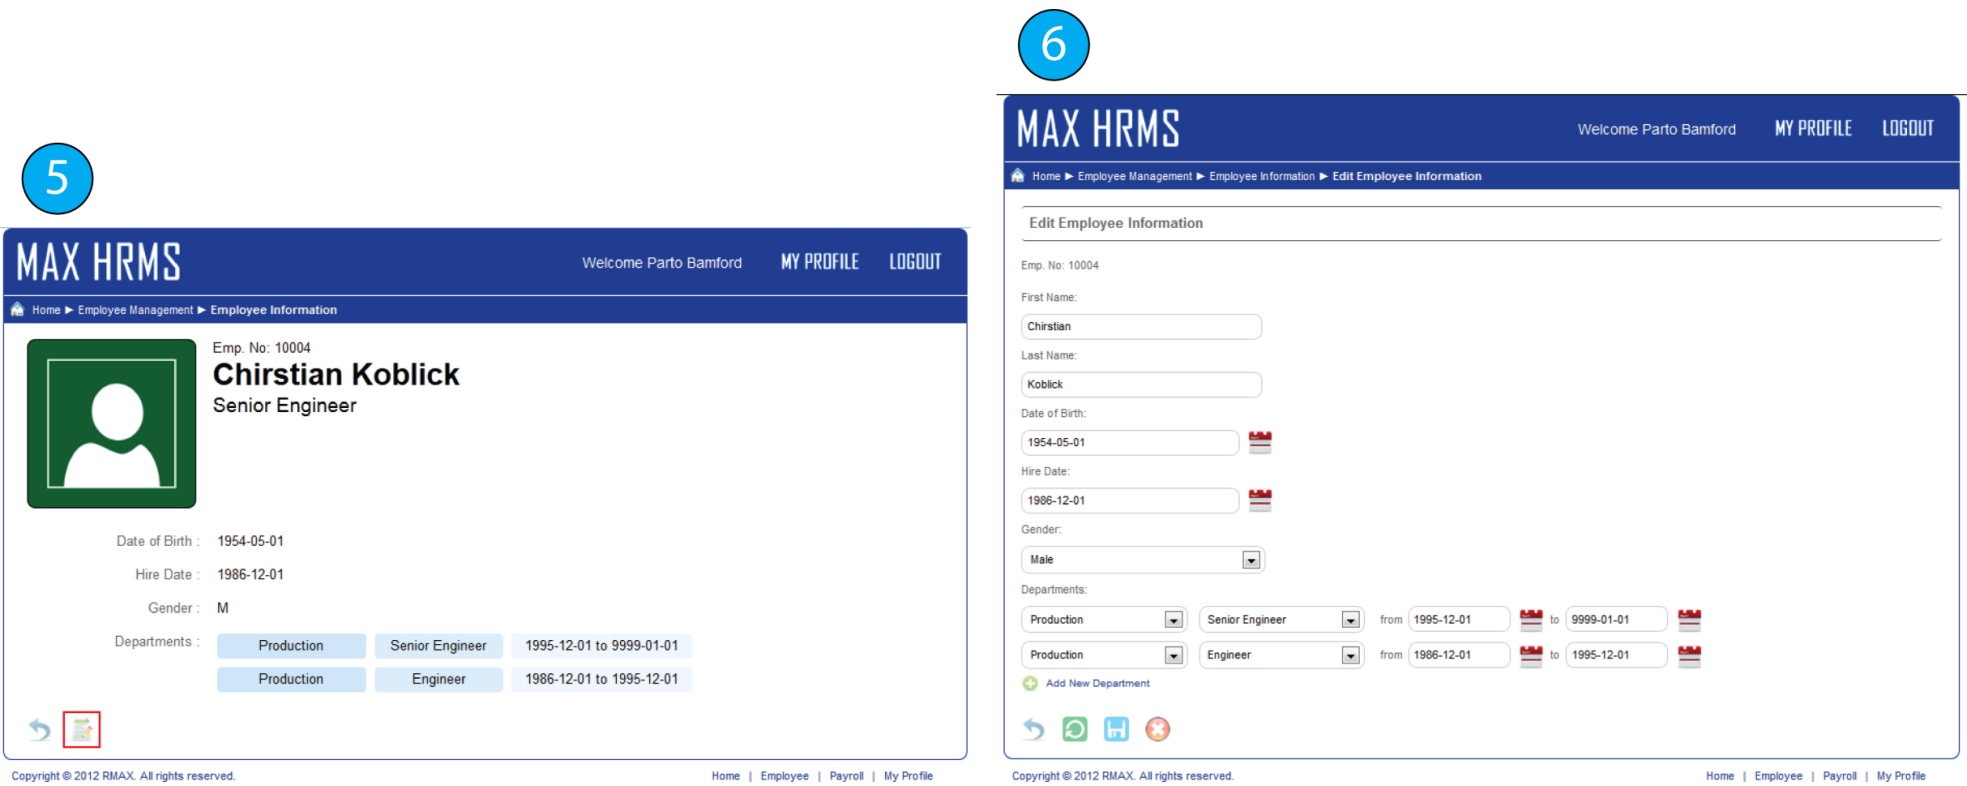 5
MAX HRMS
Welcome Parto Bamford MY PROFILE LOGOUT
Home ▶ Employee Management ▶ Employee Information
Emp. No: 10004
Chirstian Koblick
Senior Engineer
Date of Birth : 1954-05-01
Hire Date : 1986-12-01
Gender : M
Departments : Production Senior Engineer 1995-12-01 to 9999-01-01
Production Engineer 1986-12-01 to 1995-12-01
Copyright © 2012 RMAX. All rights reserved.
Home | Employee | Payroll | My Profile
6
MAX HRMS
Welcome Parto Bamford MY PROFILE LOGOUT
Home ▶ Employee Management ▶ Employee Information ▶ Edit Employee Information
Edit Employee Information
Emp. No: 10004
First Name:
Chirstian
Last Name:
Koblick
Date of Birth:
1954-05-01
Hire Date:
1986-12-01
Gender:
Male
Departments:
Production Senior Engineer from 1995-12-01 to 9999-01-01
Production Engineer from 1986-12-01 to 1995-12-01
Add New Department
Copyright © 2012 RMAX. All rights reserved.
Home | Employee | Payroll | My Profile